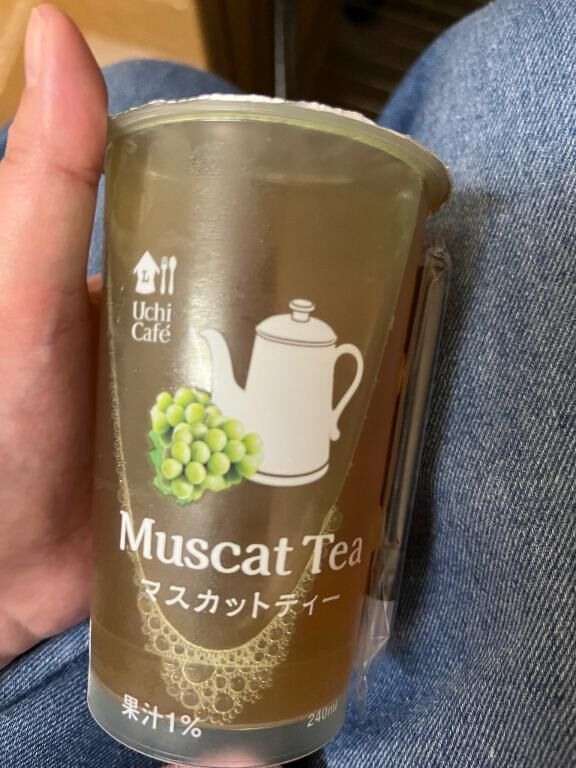 L
Uchi
Café
Muscat Tea
マスカットティー
果汁1%
240ml